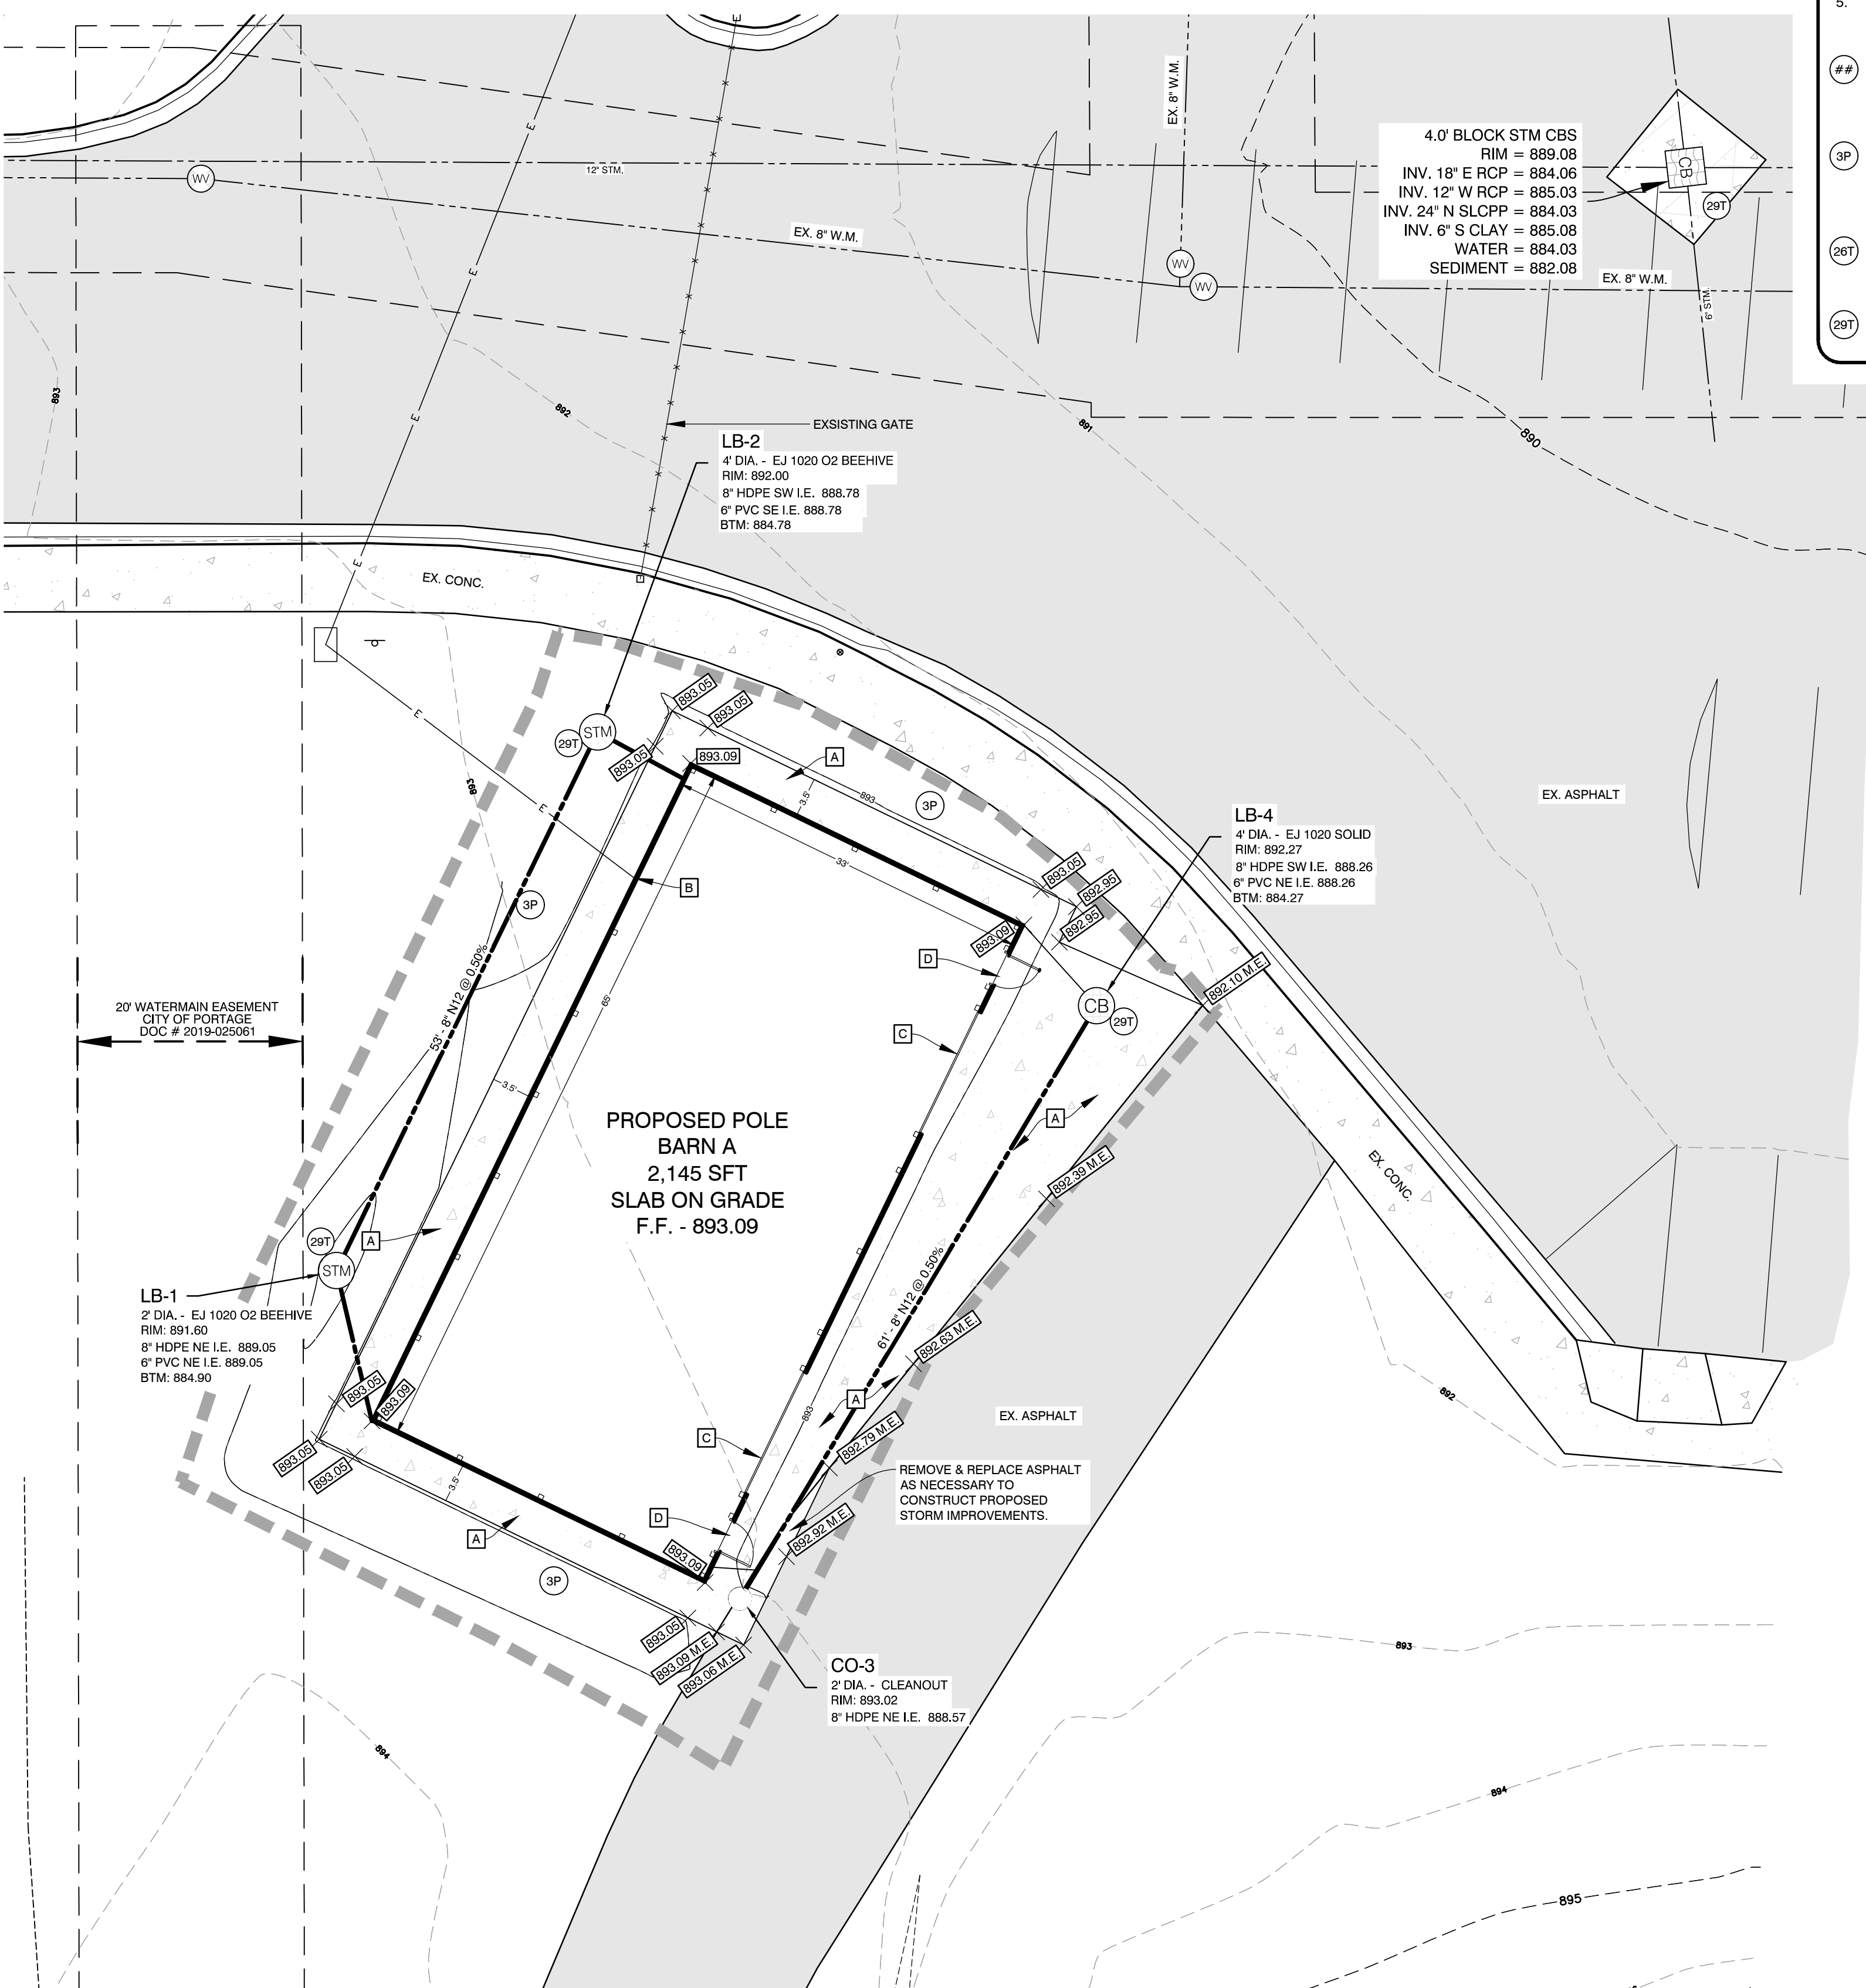 5.
##
3P
26T
29T
4.0' BLOCK STM CBS
RIM = 889.08
INV. 18" E RCP = 884.06
INV. 12" W RCP = 885.03
INV. 24" N SLCPP = 884.03
INV. 6" S CLAY = 885.08
WATER = 884.03
SEDIMENT = 882.08
CB
29T
EX. 8" W.M.
6" STM.
EX. 8" W.M.
E
12" STM.
WV
EX. 8" W.M.
WV
WV
E
893
892
E
EXSISTING GATE
891
890
LB-2
4' DIA. - EJ 1020 O2 BEEHIVE
RIM: 892.00
8" HDPE SW I.E. 888.78
6" PVC SE I.E. 888.78
BTM: 884.78
E
EX. CONC.
893.05
893.05
E
STM
29T
893.05
893.09
A
893
3.5'
3P
893
E
33'
EX. ASPHALT
LB-4
4' DIA. - EJ 1020 SOLID
RIM: 892.27
8" HDPE SW I.E. 888.26
6" PVC NE I.E. 888.26
BTM: 884.27
893.05
892.95
892.95
893.09
B
3P
D
892.10 M.E.
53' - 8" N12 @ 0.50%
65'
CB
29T
20' WATERMAIN EASEMENT
CITY OF PORTAGE
DOC # 2019-025061
C
3.5'
A
PROPOSED POLE
BARN A
2,145 SFT
SLAB ON GRADE
F.F. - 893.09
892.39 M.E.
EX. CONC.
29T
A
STM
61' - 8" N12 @ 0.50%
LB-1
2' DIA. - EJ 1020 O2 BEEHIVE
RIM: 891.60
8" HDPE NE I.E. 889.05
6" PVC NE I.E. 889.05
BTM: 884.90
892.63 M.E.
893.05
893.09
A
892
893
EX. ASPHALT
892.79 M.E.
C
893.05
893.05
3.5'
REMOVE & REPLACE ASPHALT
AS NECESSARY TO
CONSTRUCT PROPOSED
STORM IMPROVEMENTS.
D
A
892.92 M.E.
893.09
3P
893.05
893.09 M.E.
893.06 M.E.
893
CO-3
2' DIA. - CLEANOUT
RIM: 893.02
8" HDPE NE I.E. 888.57
894
894
895